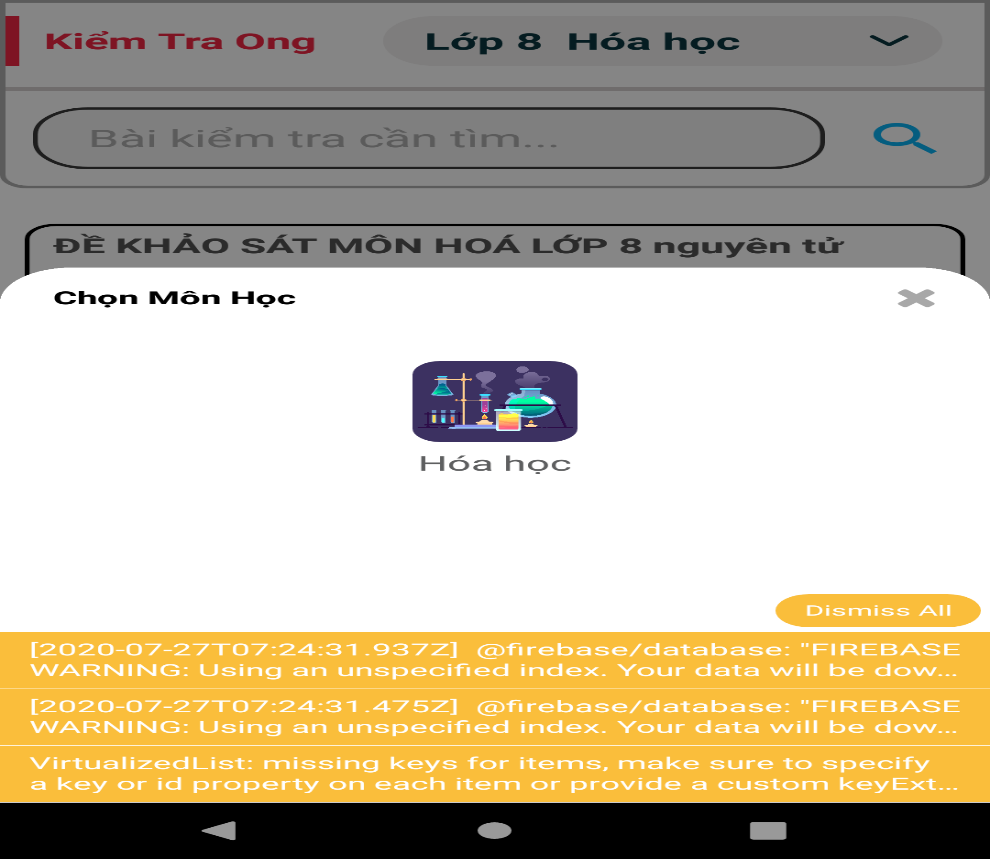 Kiểm Tra Ong
Lớp 8 Hóa học
Bài kiểm tra cần tìm...
ĐỀ KHẢO SÁT MÔN HOÁ LỚP 8 nguyên tử
Chọn Môn Học
Hóa học
Dismiss All
[2020-07-27T07:24:31.937Z] @firebase/database: "FIREBASE
WARNING: Using an unspecified index. Your data will be dow...
[2020-07-27T07:24:31.475Z] @firebase/database: "FIREBASE
WARNING: Using an unspecified index. Your data will be dow...
VirtualizedList: missing keys for items, make sure to specify
a key or id property on each item or provide a custom keyExt...